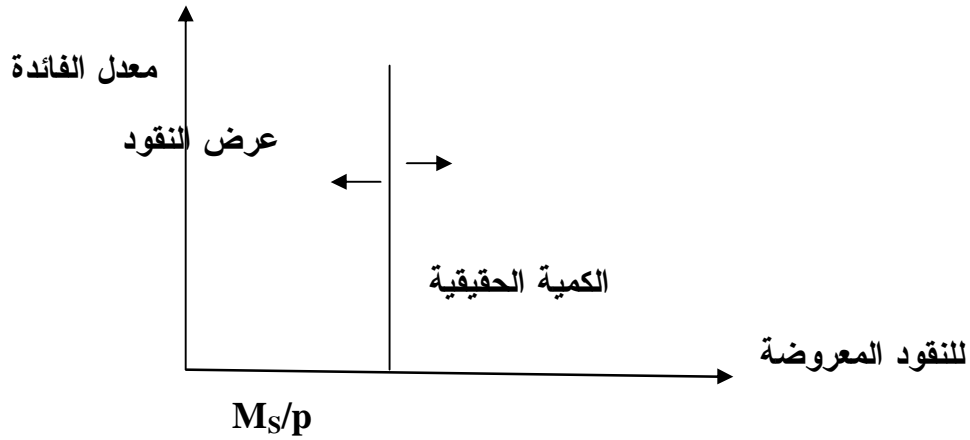 معدل الفائدة
عرض النقود
الكمية الحقيقية
للنقود المعروضة
Ms/p